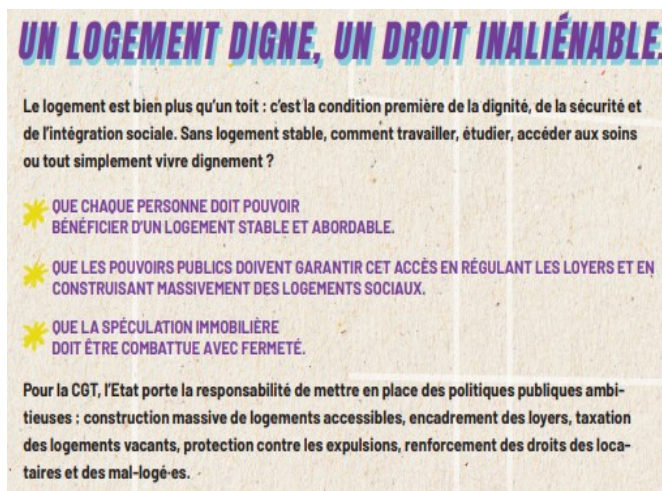 UN LOGEMENT DIGNE, UN DROIT INALIÉNABLE.
Le logement est bien plus qu'un toit : c'est la condition première de la dignité, de la sécurité et
de l'intégration sociale. Sans logement stable, comment travailler, étudier, accéder aux soins
ou tout simplement vivre dignement ?
QUE CHAQUE PERSONNE DOIT POUVOIR
BÉNÉFICIER D'UN LOGEMENT STABLE ET ABORDABLE.
QUE LES POUVOIRS PUBLICS DOIVENT GARANTIR CET ACCÈS EN RÉGULANT LES LOYERS ET EN
CONSTRUISANT MASSIVEMENT DES LOGEMENTS SOCIAUX.
QUE LA SPÉCULATION IMMOBILIÈRE
DOIT ÊTRE COMBATTUE AVEC FERMETÉ.
Pour la CGT, l'Etat porte la responsabilité de mettre en place des politiques publiques ambi-
tieuses : construction massive de logements accessibles, encadrement des loyers, taxation
des logements vacants, protection contre les expulsions, renforcement des droits des loca-
taires et des mal-logé·es.